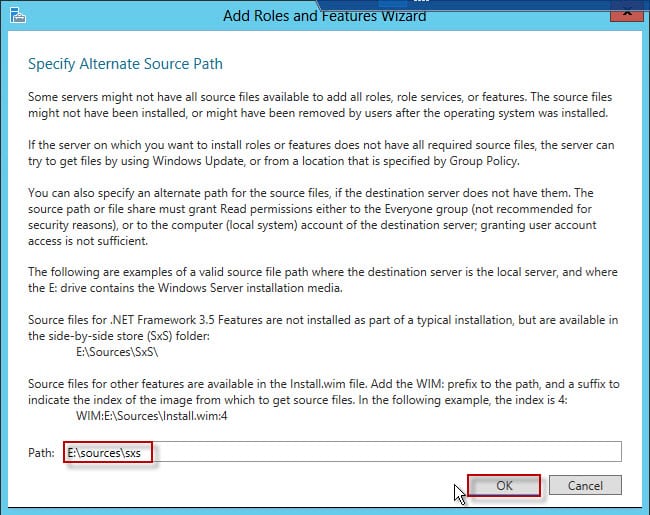 Add Roles and Features Wizard
x
Specify Alternate Source Path
Some servers might not have all source files available to add all roles, role services, or features. The source files
might not have been installed, or might have been removed by users after the operating system was installed.
If the server on which you want to install roles or features does not have all required source files, the server can
try to get files by using Windows Update, or from a location that is specified by Group Policy.
You can also specify an alternate path for the source files, if the destination server does not have them. The
source path or file share must grant Read permissions either to the Everyone group (not recommended for
security reasons), or to the computer (local system) account of the destination server; granting user account
access is not sufficient.
The following are examples of a valid source file path where the destination server is the local server, and where
the E: drive contains the Windows Server installation media.
Source files for .NET Framework 3.5 Features are not installed as part of a typical installation, but are available in
the side-by-side store (SxS) folder:
E:\Sources\SxS\
Source files for other features are available in the Install.wim file. Add the WIM: prefix to the path, and a suffix to
indicate the index of the image from which to get source files. In the following example, the index is 4:
WIM:E:\Sources\Install.wim:4
Path: E:\sources\sxs
OK Cancel